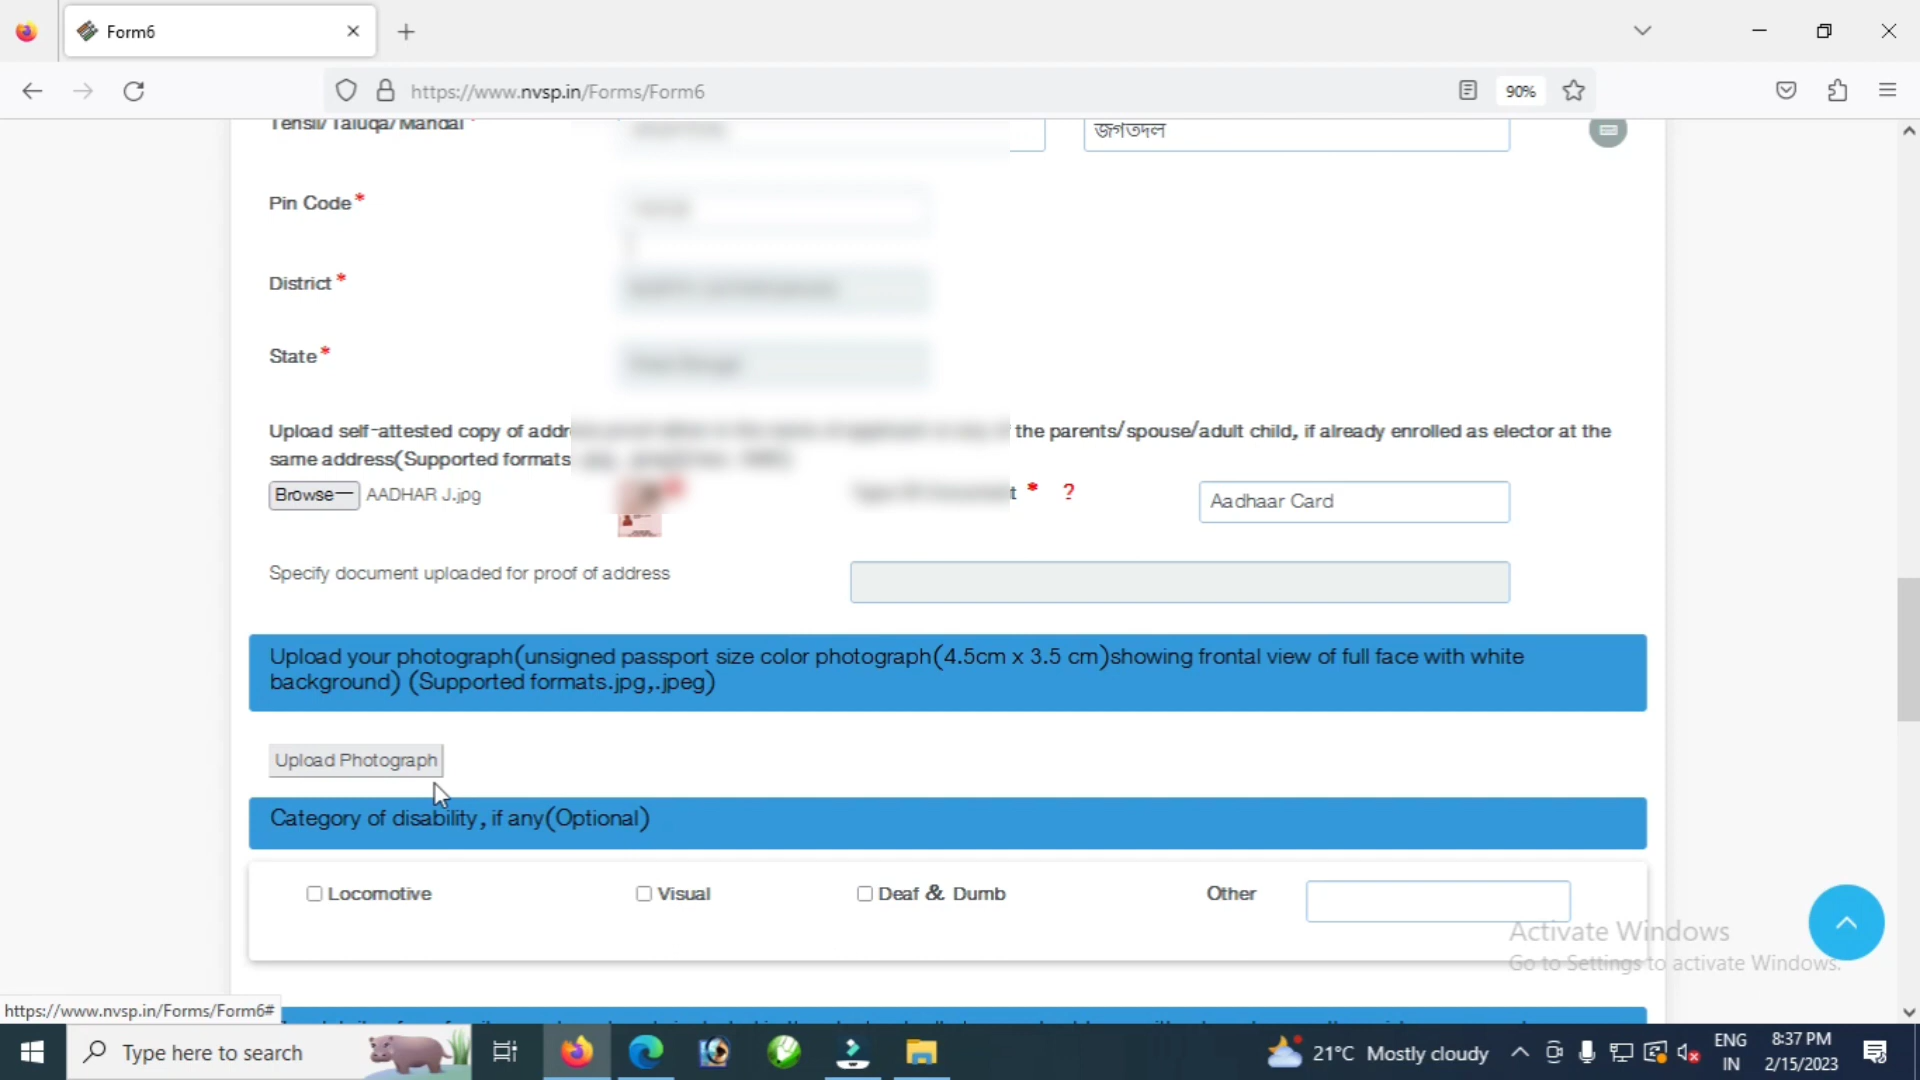 Form6
https://www.nvsp.in/Forms/Form6
90%
Tehsil/Taluqa/Mandal *
জগতদল
Pin Code*
District *
State*
Upload self-attested copy of the parents/spouse/adult child, if already enrolled as elector at the
same address(Supported formats
Browse— AADHAR J.jpg
* ?
Aadhaar Card
Specify document uploaded for proof of address
Upload your photograph(unsigned passport size color photograph(4.5cm x 3.5 cm)showing frontal view of full face with white
background) (Supported formats.jpg,.jpeg)
Upload Photograph
Category of disability, if any(Optional)
Locomotive
Visual
Deaf & Dumb
Other
Activate Windows
Go to Settings to activate Windows.
https://www.nvsp.in/Forms/Form6#
Type here to search
21°C Mostly cloudy
ENG
IN
8:37 PM
2/15/2023